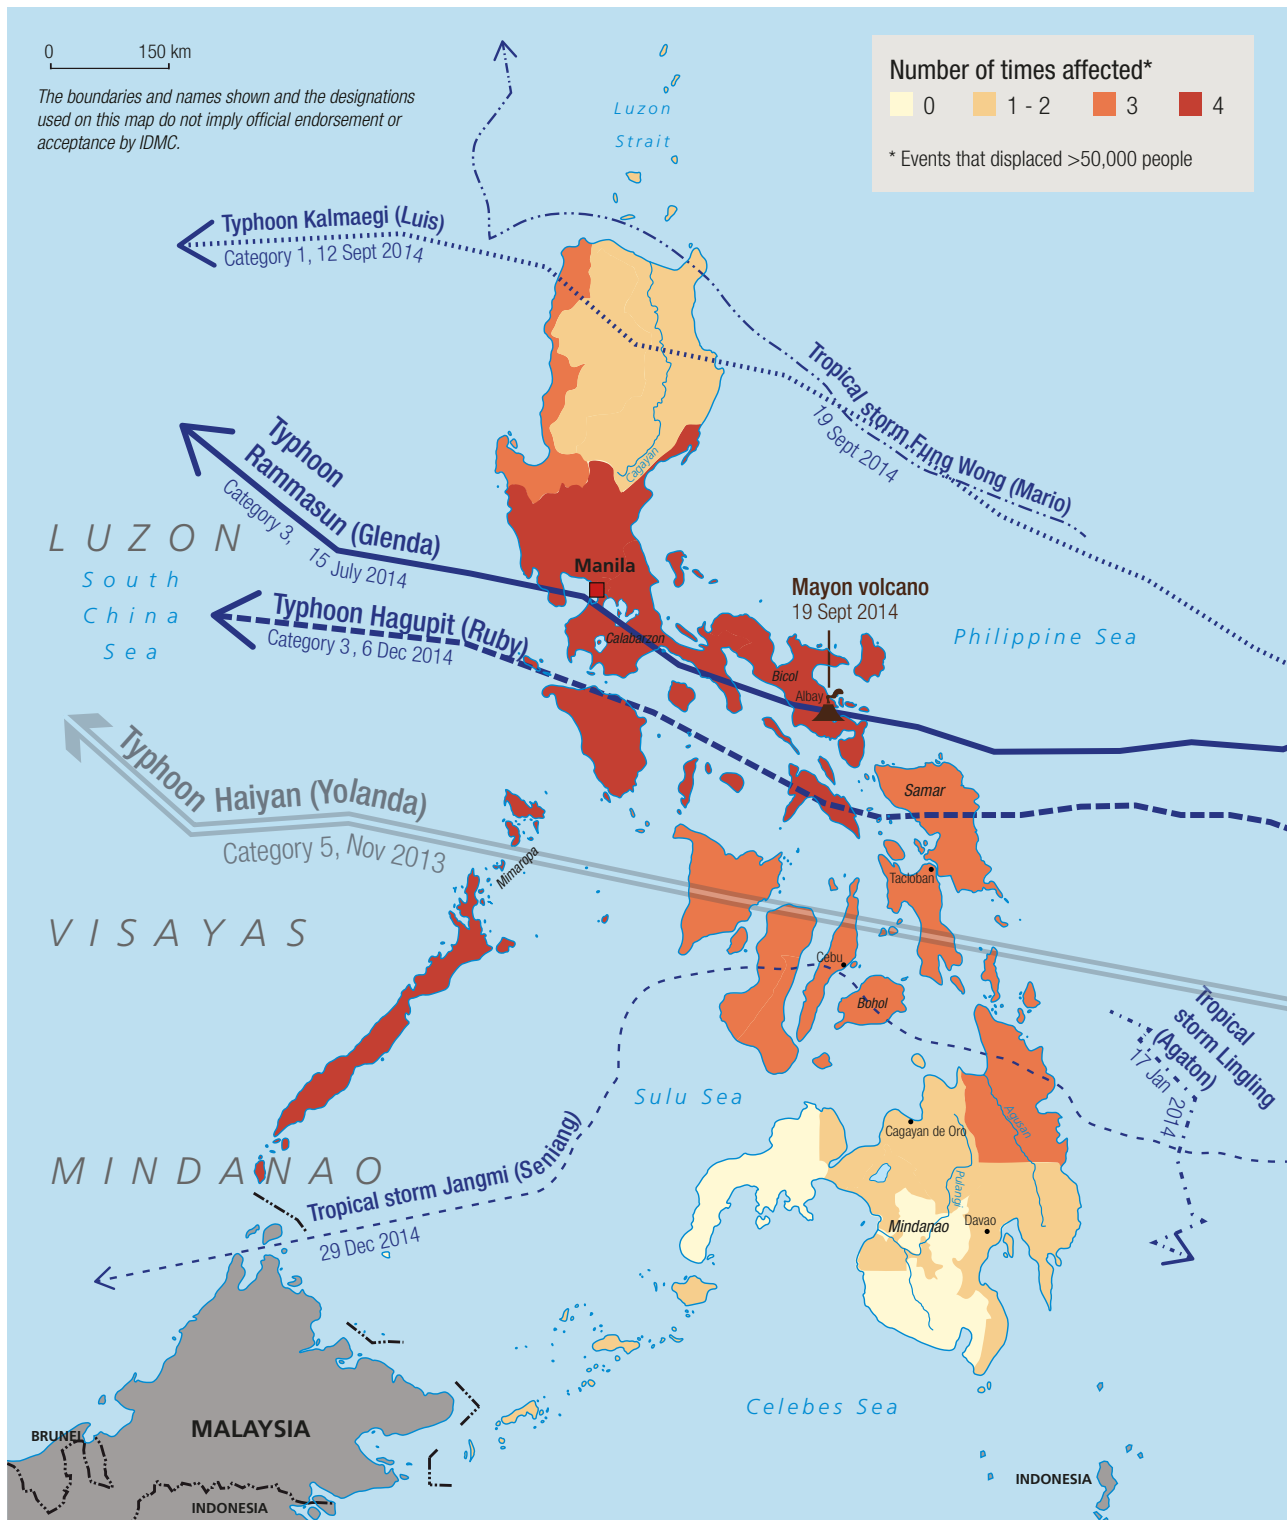 0 150 km
The boundaries and names shown and the designations
used on this map do not imply official endorsement or
acceptance by IDMC.
Number of times affected*
0 1 - 2 3 4
* Events that displaced >50,000 people
Luzon
Strait
Typhoon Kalmaegi (Luis)
Category 1, 12 Sept 2014
Tropical storm Fung Wong (Mario)
19 Sept 2014
Typhoon
Rammasun (Glenda)
Category 3, 15 July 2014
Cagayan
LUZON
South
China
Sea
Manila
Typhoon Hagupit (Ruby)
Category 3, 6 Dec 2014
Calabarzon
Mayon volcano
19 Sept 2014
Philippine Sea
Bicol
Albay
Typhoon Haiyan (Yolanda)
Category 5, Nov 2013
Samar
Mimaropa
Tacloban
VISAYAS
Cebu
Bohol
Tropical
storm Lingling
(Agaton)
17 Jan 2014
Sulu Sea
Agusan
Cagayan de Oro
MINDANAO
Tropical storm Jangmi (Seniang)
29 Dec 2014
Pulangi
Mindanao
Davao
Celebes Sea
MALAYSIA
BRUNEI
INDONESIA
INDONESIA